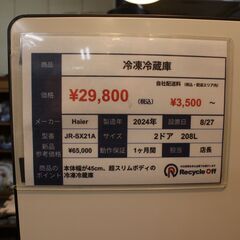 商品 冷凍冷蔵庫
自社配送料（税込・配送エリア内）
価格 ¥29,800（税込） ¥3,500～
メーカー Haier 製造年 2024年 設置日 8/27
型番 JR-SX21A サイズ 2ドア 208L
新品参考価格 ¥65,000 動作保証 1ヶ月間 担当 店長
商品のポイント 本体幅が45cm、超スリムボディの冷凍冷蔵庫
Recycle Off